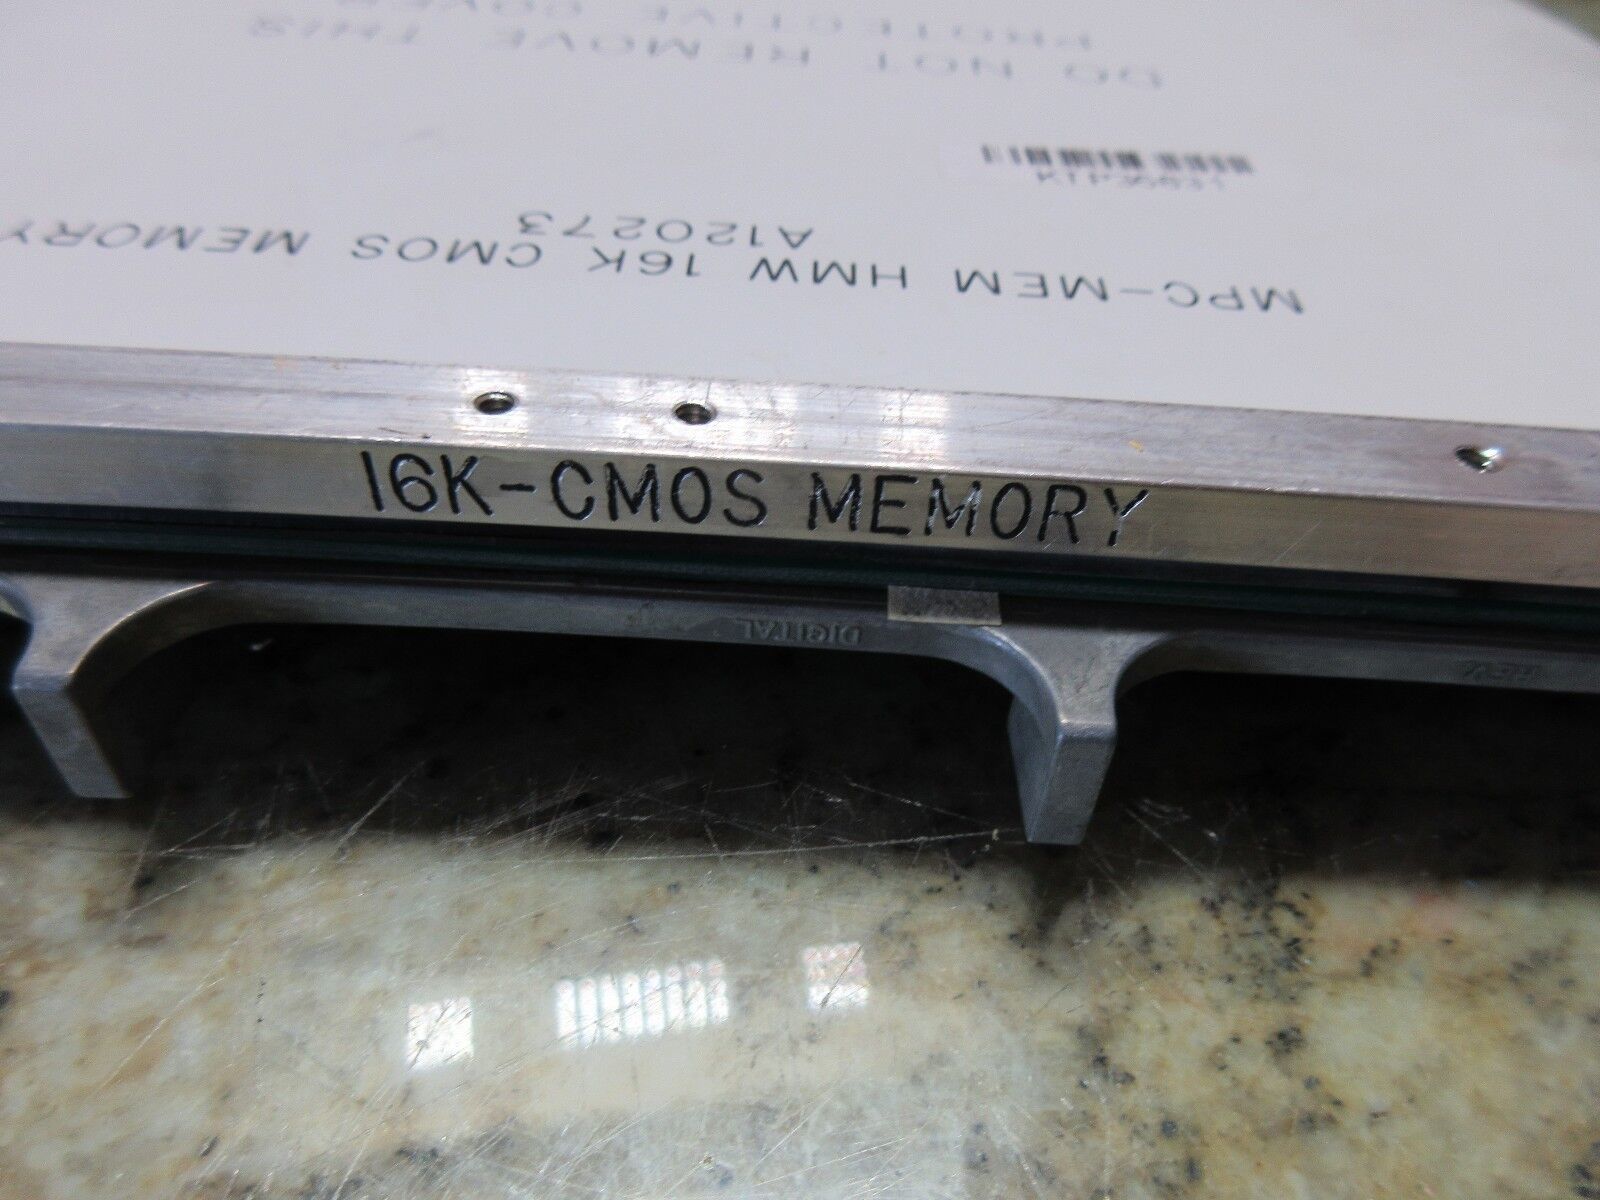 DO NOT REMOVE THIS
PROTECTIVE COVER
MPC-MEM HMW 16K CMOS MEMORY
A120273
16K-CMOS MEMORY
DIGITAL